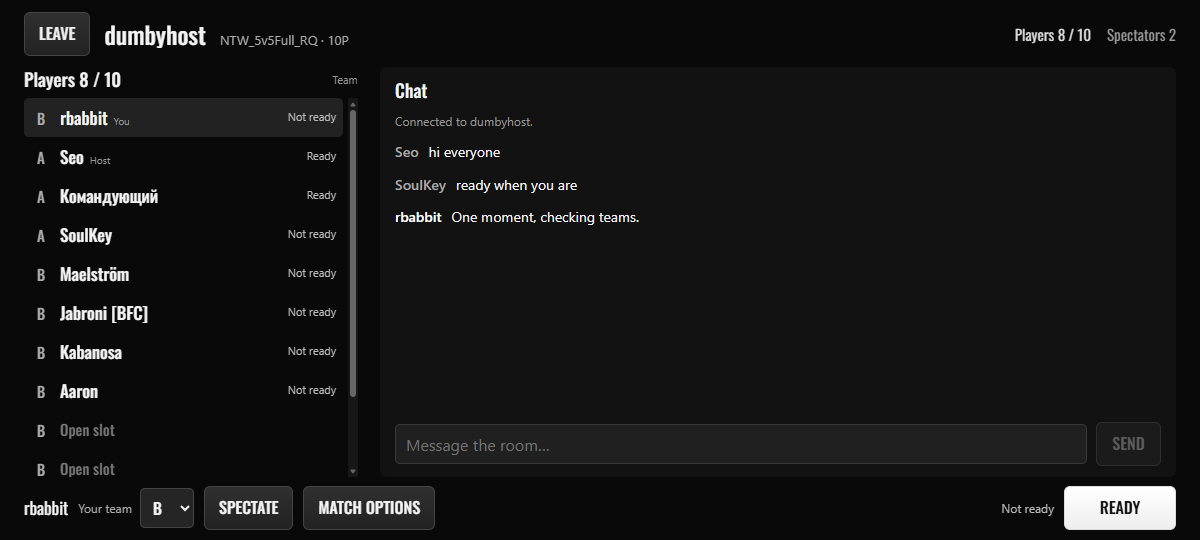 LEAVE
dumbyhost
NTW_5v5Full_RQ · 10P
Players 8 / 10
Spectators 2
Players 8 / 10
Team
B rbabbit You Not ready
A Seo Host Ready
A Командующий Ready
A SoulKey Not ready
B Maelström Not ready
B Jabroni [BFC] Not ready
B Kabanosa Not ready
B Aaron Not ready
B Open slot
B Open slot
Chat
Connected to dumbyhost.
Seo hi everyone
SoulKey ready when you are
rbabbit One moment, checking teams.
Message the room...
SEND
rbabbit Your team B SPECTATE MATCH OPTIONS
Not ready READY